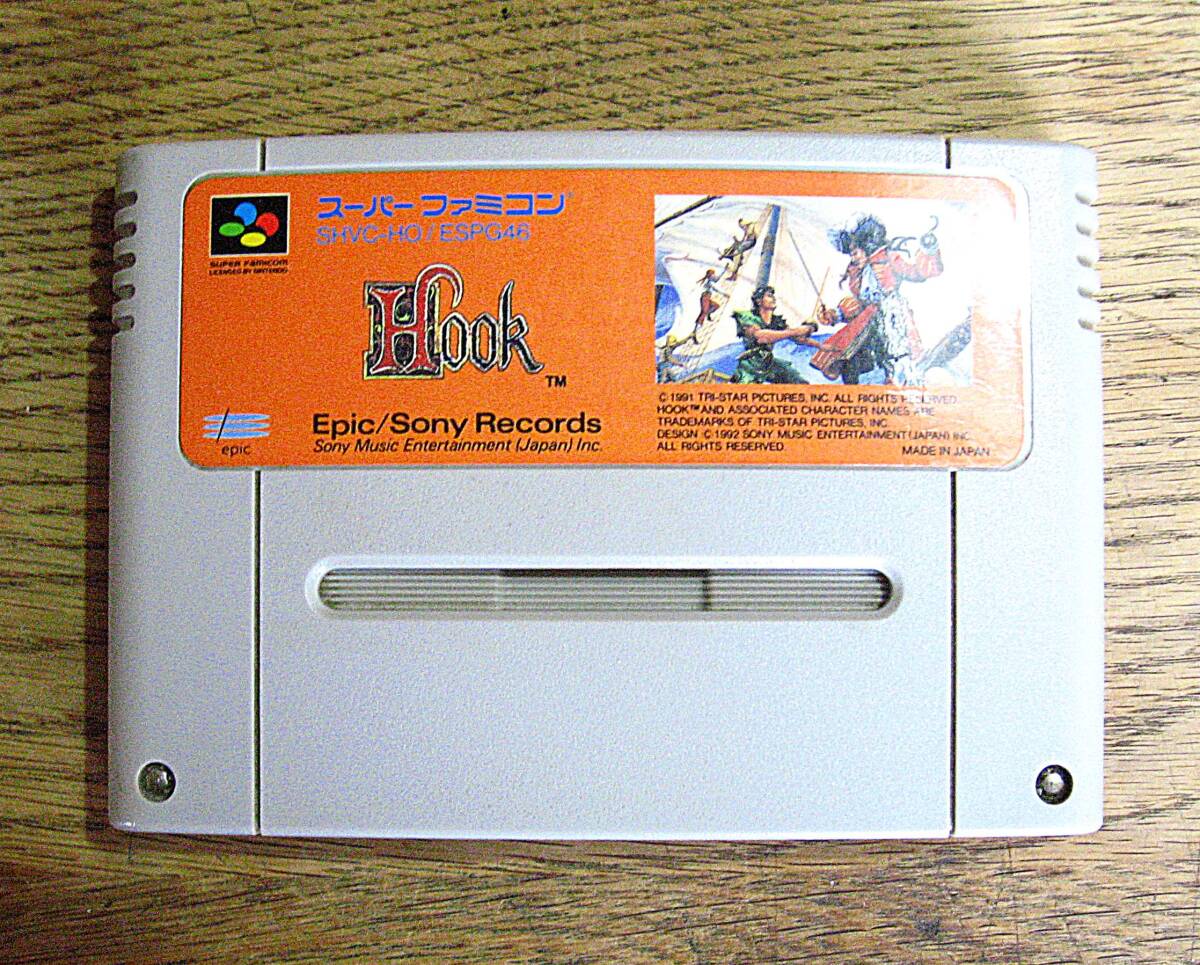 スーパーファミコン®
SHVC-HO/ESPG46
SUPER FAMICOM
LICENSED BY NINTENDO
Hook
TM
epic
Epic/Sony Records
Sony Music Entertainment (Japan) Inc.
© 1991 TRI-STAR PICTURES, INC. ALL RIGHTS RESERVED.
HOOK™ AND ASSOCIATED CHARACTER NAMES ARE
TRADEMARKS OF TRI-STAR PICTURES, INC.
DESIGN © 1992 SONY MUSIC ENTERTAINMENT (JAPAN) INC.
ALL RIGHTS RESERVED.
MADE IN JAPAN